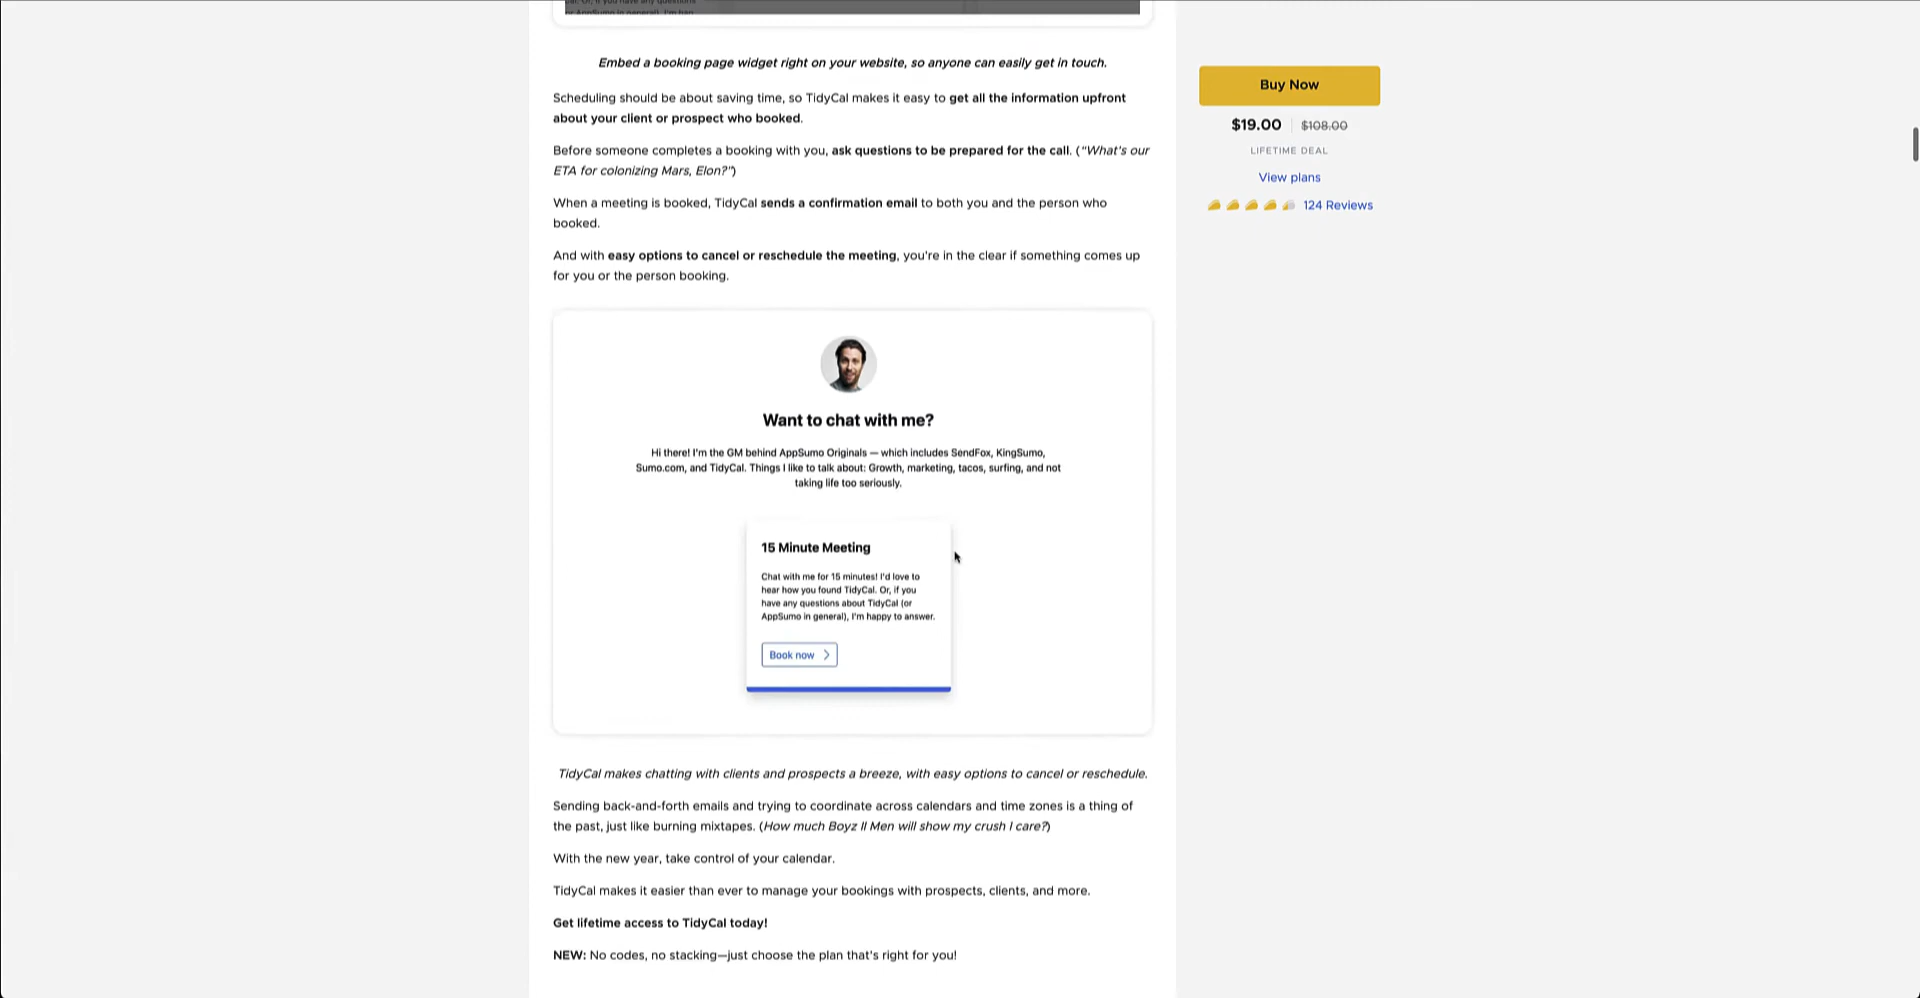 Embed a booking page widget right on your website, so anyone can easily get in touch.
Scheduling should be about saving time, so TidyCal makes it easy to get all the information upfront
about your client or prospect who booked.
Before someone completes a booking with you, ask questions to be prepared for the call. (“What's our
ETA for colonizing Mars, Elon?”)
When a meeting is booked, TidyCal sends a confirmation email to both you and the person who
booked.
And with easy options to cancel or reschedule the meeting, you're in the clear if something comes up
for you or the person booking.
Want to chat with me?
Hi there! I'm the GM behind AppSumo Originals — which includes SendFox, KingSumo,
Sumo.com, and TidyCal. Things I like to talk about: Growth, marketing, tacos, surfing, and not
taking life too seriously.
15 Minute Meeting
Chat with me for 15 minutes! I'd love to
hear how you found TidyCal. Or, if you
have any questions about TidyCal (or
AppSumo in general), I'm happy to answer.
Book now
TidyCal makes chatting with clients and prospects a breeze, with easy options to cancel or reschedule.
Sending back-and-forth emails and trying to coordinate across calendars and time zones is a thing of
the past, just like burning mixtapes. (How much Boyz II Men will show my crush I care?)
With the new year, take control of your calendar.
TidyCal makes it easier than ever to manage your bookings with prospects, clients, and more.
Get lifetime access to TidyCal today!
NEW: No codes, no stacking—just choose the plan that's right for you!
Buy Now
$19.00 $108.00
LIFETIME DEAL
View plans
124 Reviews